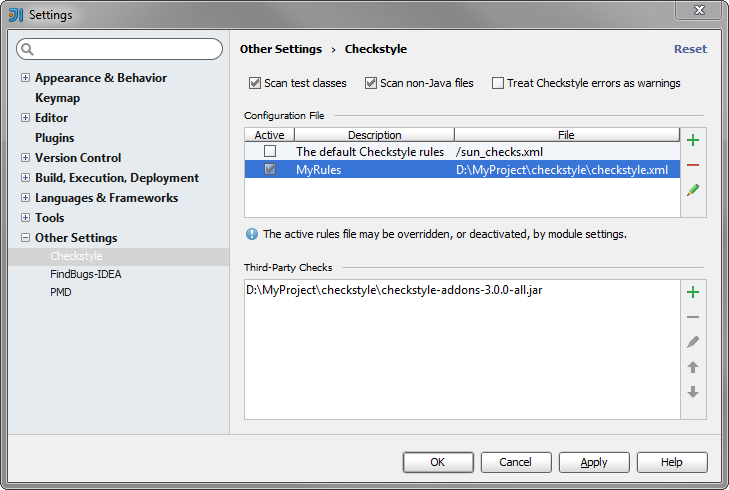 Settings
Other Settings › Checkstyle
Reset
Appearance & Behavior
Keymap
Editor
Plugins
Version Control
Build, Execution, Deployment
Languages & Frameworks
Tools
Other Settings
Checkstyle
FindBugs-IDEA
PMD
Scan test classes Scan non-Java files Treat Checkstyle errors as warnings
Configuration File
Active Description File
The default Checkstyle rules /sun_checks.xml
MyRules D:\MyProject\checkstyle\checkstyle.xml
The active rules file may be overridden, or deactivated, by module settings.
Third-Party Checks
D:\MyProject\checkstyle\checkstyle-addons-3.0.0-all.jar
OK Cancel Apply Help